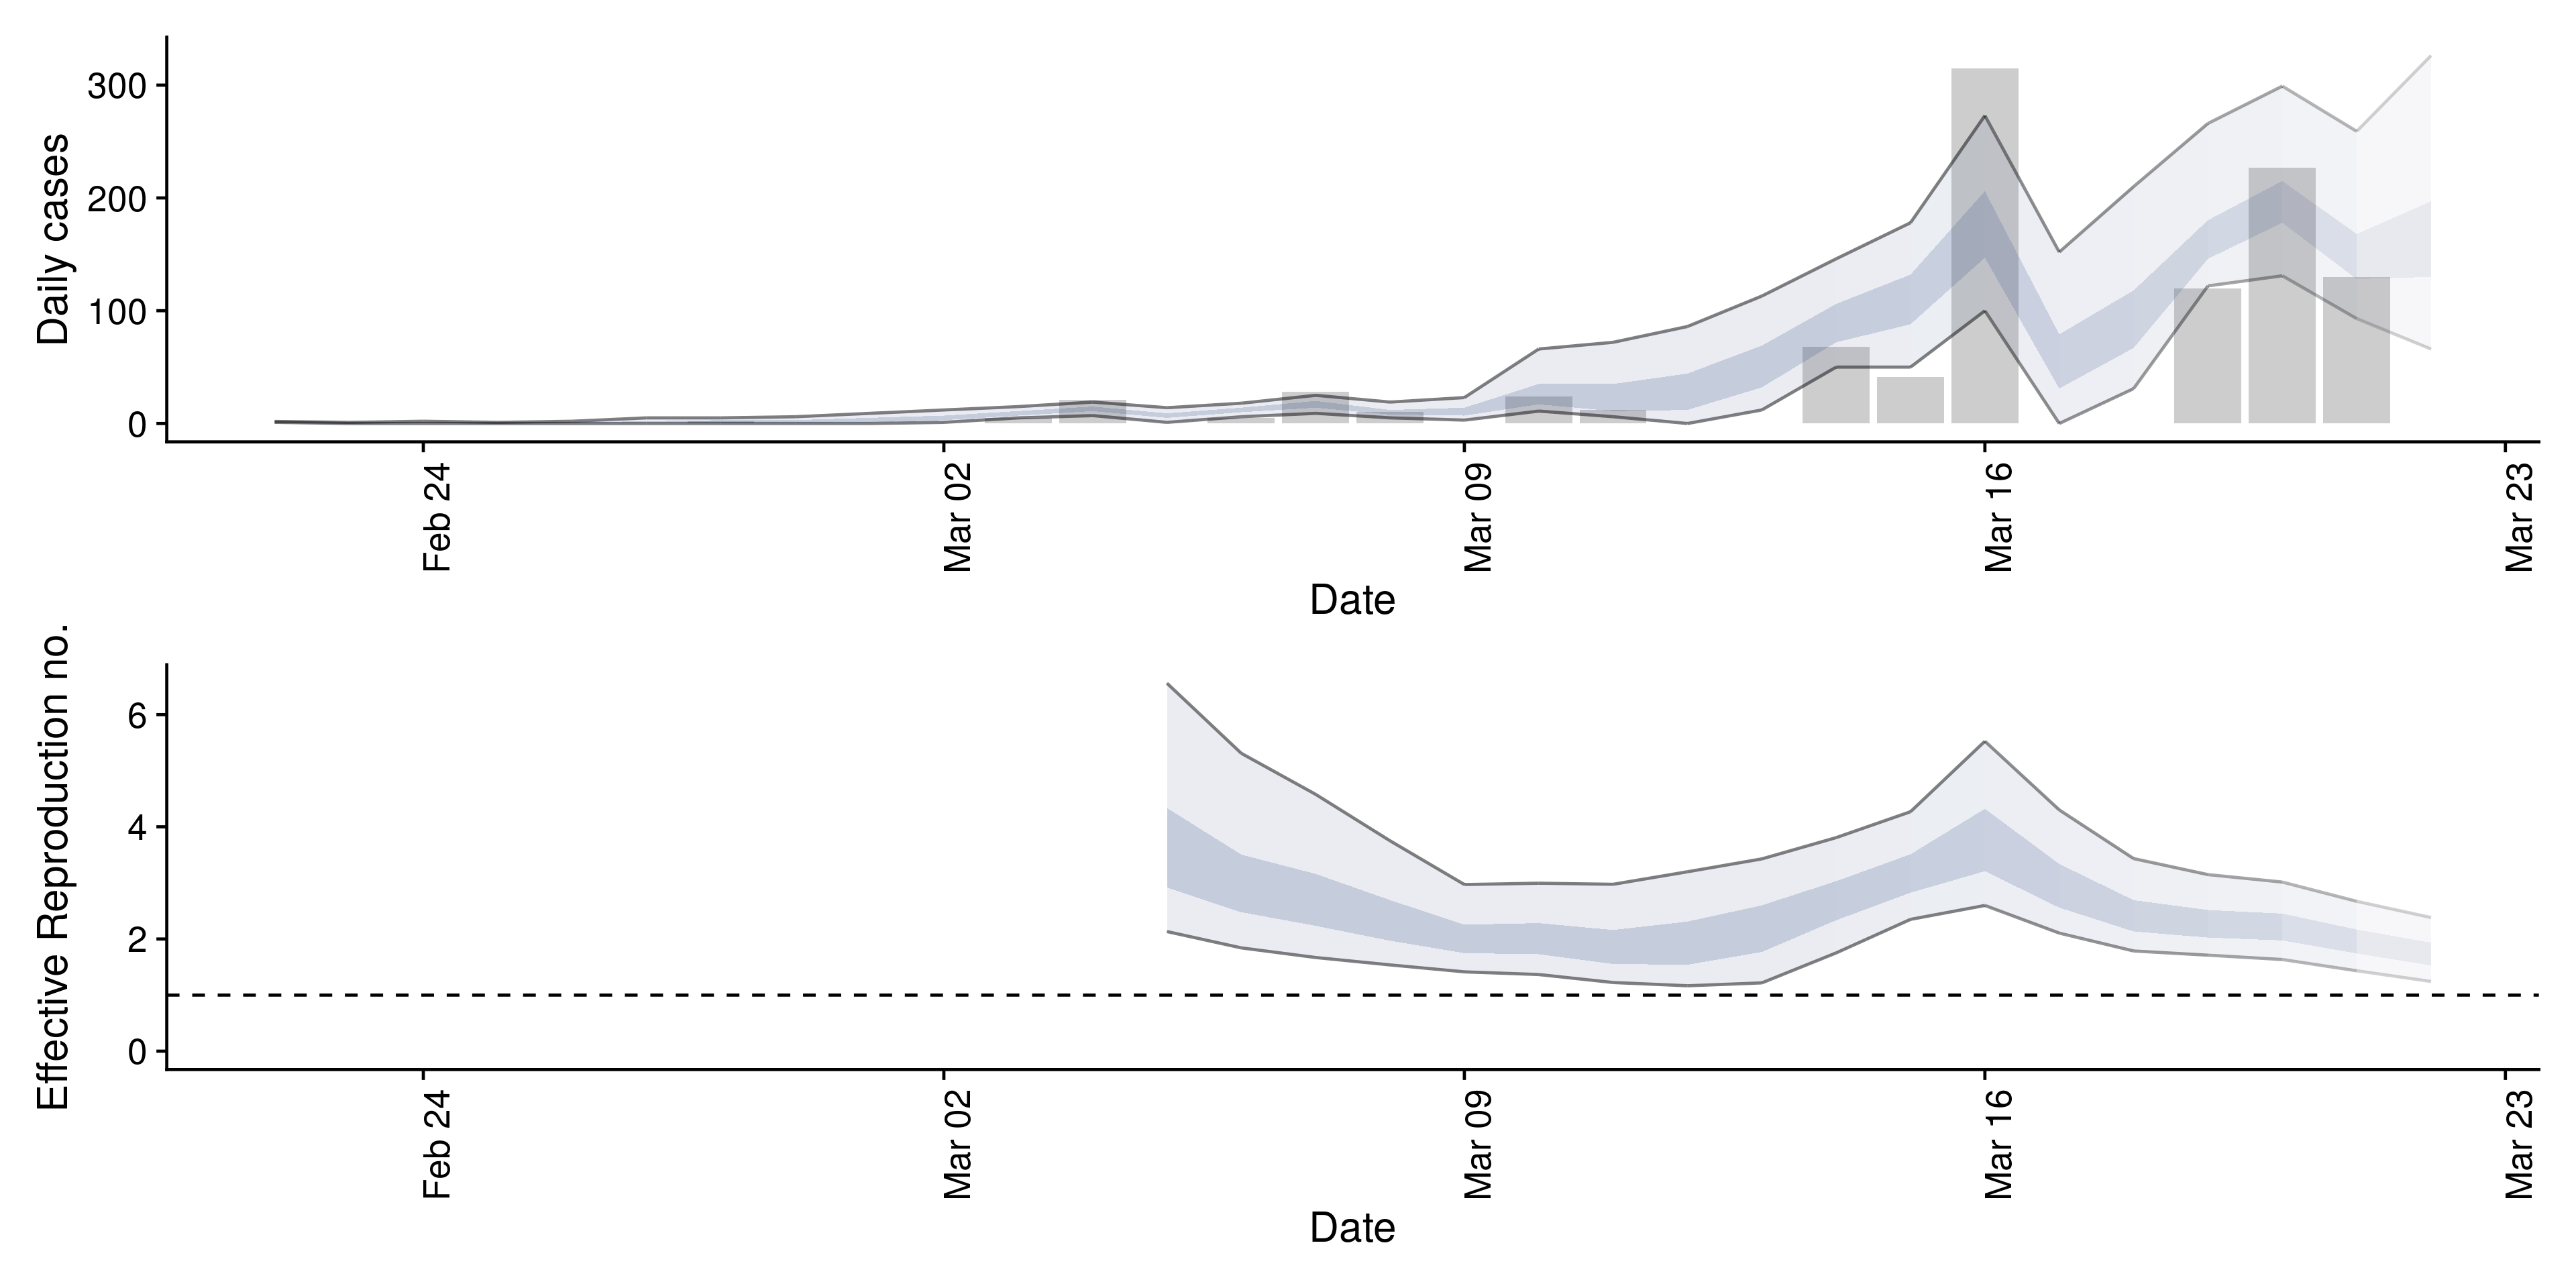 Daily cases
300
200
100
0
Feb 24
Mar 02
Mar 09
Mar 16
Mar 23
Date
Effective Reproduction no.
6
4
2
0
Feb 24
Mar 02
Mar 09
Mar 16
Mar 23
Date